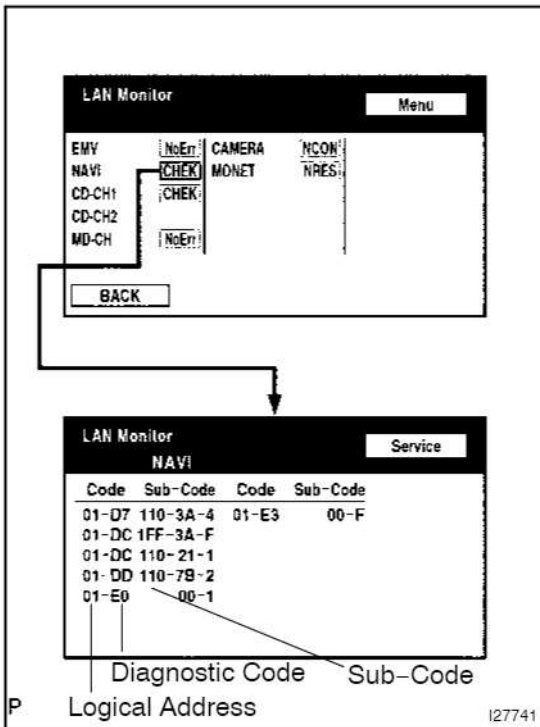 LAN Monitor
Menu
EMV NoErr CAMERA NCON
NAVI CHEK MONET NRES
CD-CH1 CHEK
CD-CH2
MD-CH NoErr
BACK
LAN Monitor
NAVI
Service
Code Sub-Code Code Sub-Code
01-D7 110-3A-4 01-E3 00-F
01-DC 1FF-3A-F
01-DC 110-21-1
01-DD 110-79-2
01-E0 00-1
Diagnostic Code Sub-Code
Logical Address
P
I27741